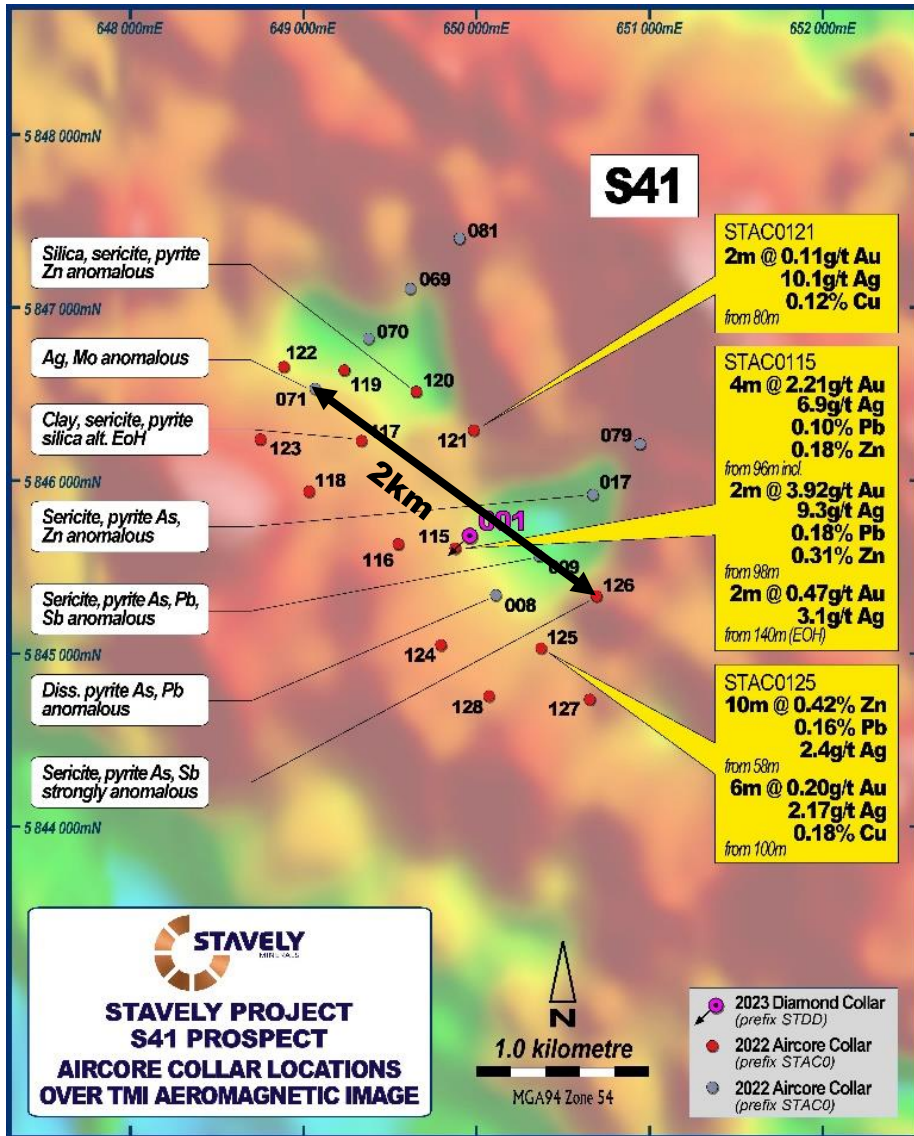 648 000mE
649 000mE
650 000mE
651 000mE
652 000mE
5 848 000mN
S41
081
STAC0121
2m @ 0.11g/t Au
10.1g/t Ag
0.12% Cu
from 80m
Silica, sericite, pyrite
Zn anomalous
069
5 847 000mN
070
Ag, Mo anomalous
122
119
120
071
STAC0115
4m @ 2.21g/t Au
6.9g/t Ag
0.10% Pb
0.18% Zn
from 96m incl.
2m @ 3.92g/t Au
9.3g/t Ag
0.18% Pb
0.31% Zn
from 98m
2m @ 0.47g/t Au
3.1g/t Ag
from 140m (EOH)
Clay, sericite, pyrite
silica alt. EoH
123
117
121
079
5 846 000mN
118
2km
017
Sericite, pyrite As,
Zn anomalous
116
115
001
009
126
Sericite, pyrite As, Pb,
Sb anomalous
008
5 845 000mN
124
125
Diss. pyrite As, Pb
anomalous
128
127
STAC0125
10m @ 0.42% Zn
0.16% Pb
2.4g/t Ag
from 58m
6m @ 0.20g/t Au
2.17g/t Ag
0.18% Cu
from 100m
Sericite, pyrite As, Sb
strongly anomalous
5 844 000mN
STAVELY
MINERALS
STAVELY PROJECT
S41 PROSPECT
AIRCORE COLLAR LOCATIONS
OVER TMI AEROMAGNETIC IMAGE
N
1.0 kilometre
MGA94 Zone 54
2023 Diamond Collar
(prefix STDD)
2022 Aircore Collar
(prefix STAC0)
2022 Aircore Collar
(prefix STAC0)